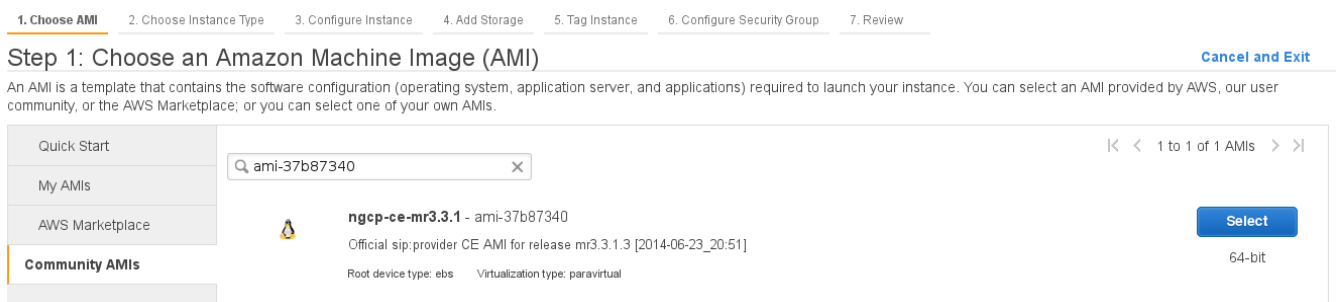 1. Choose AMI 2. Choose Instance Type 3. Configure Instance 4. Add Storage 5. Tag Instance 6. Configure Security Group 7. Review
Step 1: Choose an Amazon Machine Image (AMI) Cancel and Exit
An AMI is a template that contains the software configuration (operating system, application server, and applications) required to launch your instance. You can select an AMI provided by AWS, our user
community, or the AWS Marketplace; or you can select one of your own AMIs.
Quick Start
1 to 1 of 1 AMIs
ami-37b87340
My AMIs
AWS Marketplace
Community AMIs
ngcp-ce-mr3.3.1 - ami-37b87340
Official sip:provider CE AMI for release mr3.3.1.3 [2014-06-23_20:51]
Root device type: ebs Virtualization type: paravirtual
Select
64-bit